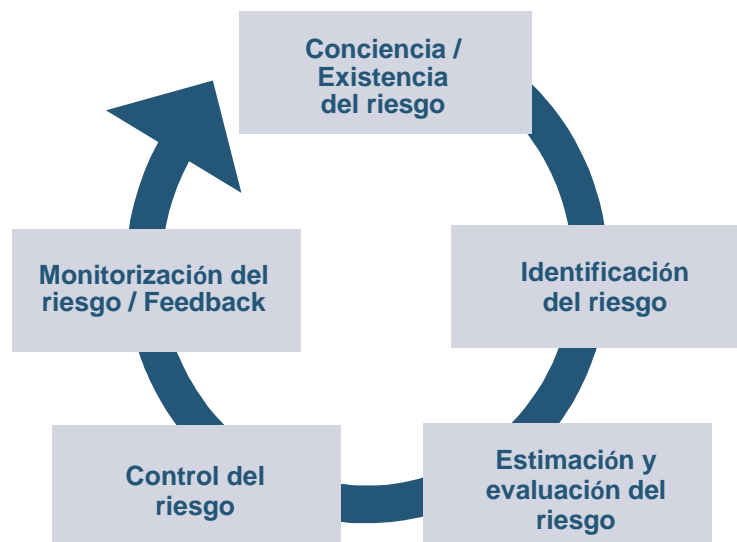 Conciencia /
Existencia
del riesgo
Identificación
del riesgo
Estimación y
evaluación del
riesgo
Control del
riesgo
Monitorización del
riesgo / Feedback